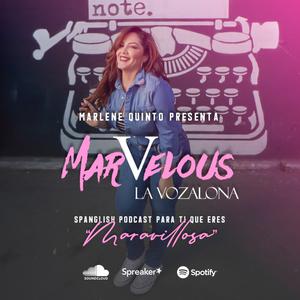 note.
MARLENE QUINTO PRESENTA
MARVELOUS
LA VOZALONA
SPANGLISH PODCAST PARA TI QUE ERES
"Maravillosa"
SOUNDCLOUD Spreaker Spotify